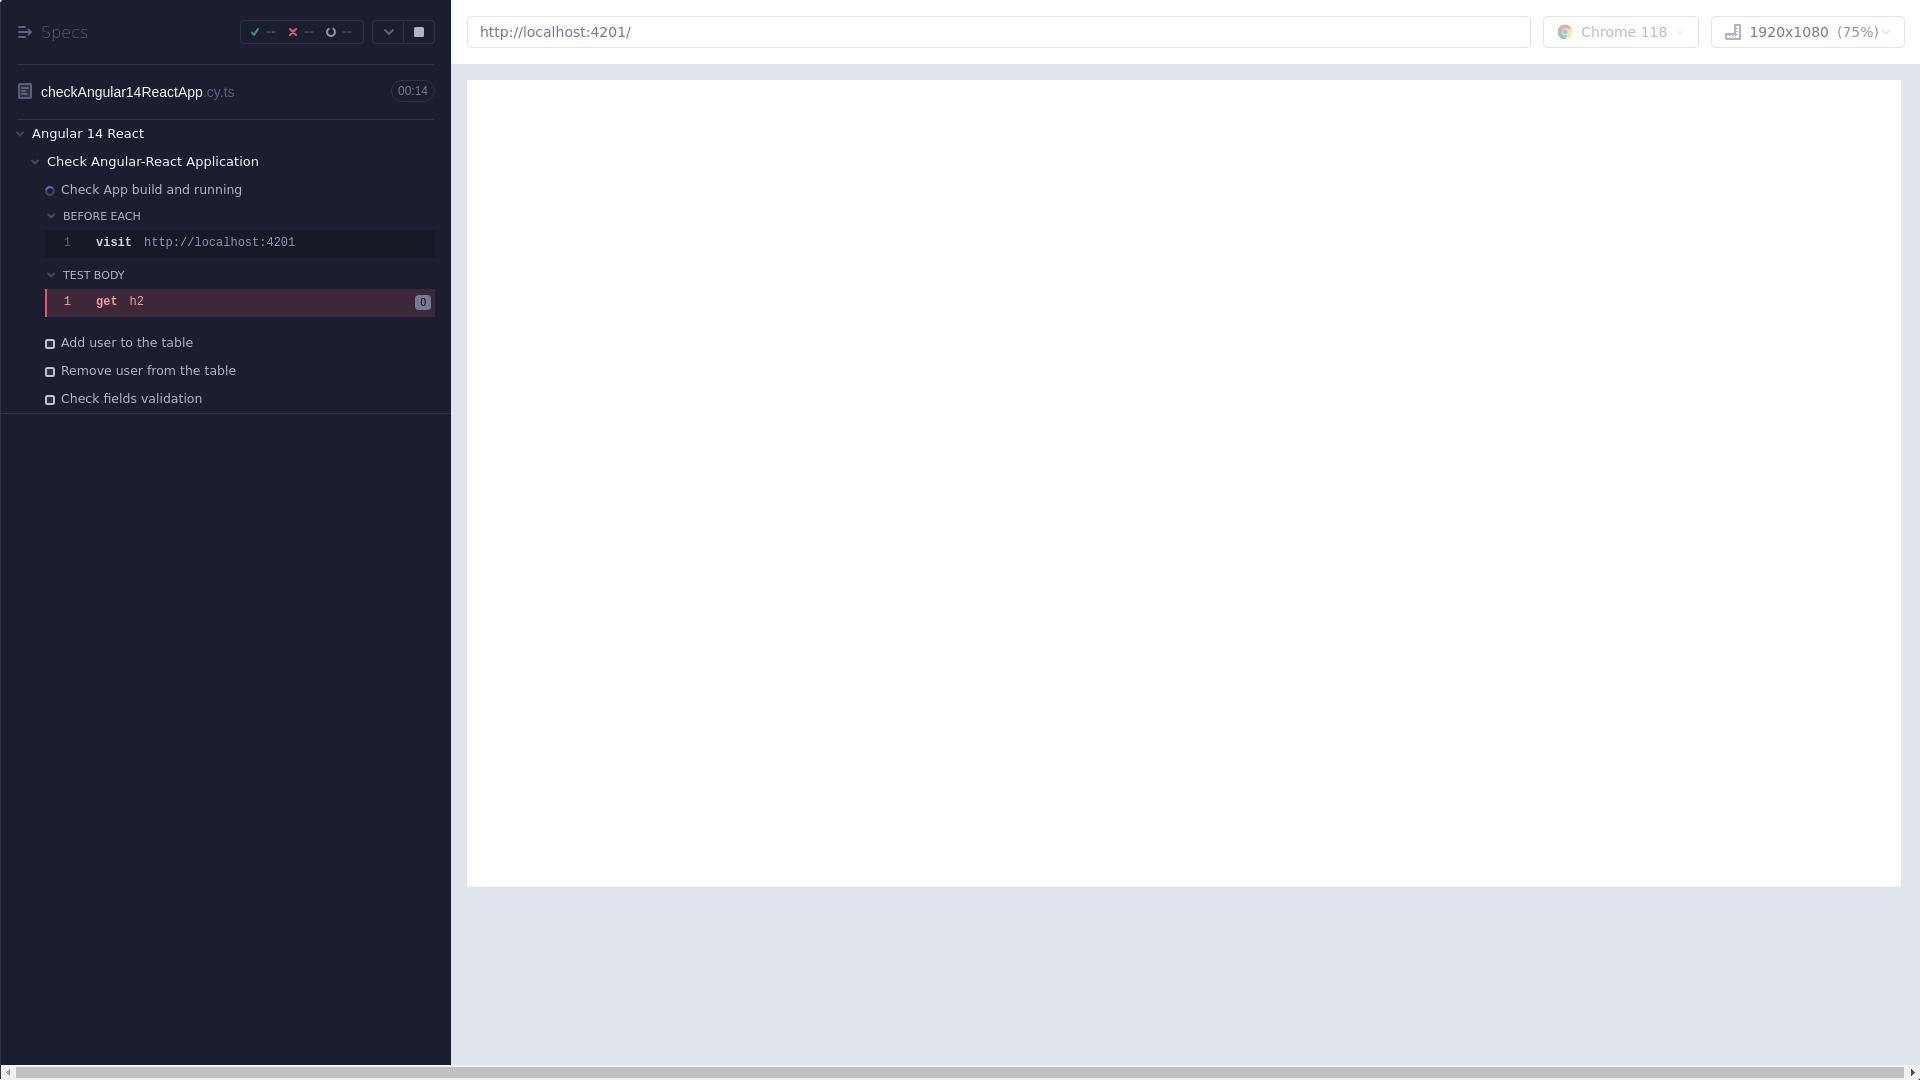 Specs
-- -- --
checkAngular14ReactApp.cy.ts 00:14
Angular 14 React
Check Angular-React Application
Check App build and running
BEFORE EACH
1 visit http://localhost:4201
TEST BODY
1 get h2 0
Add user to the table
Remove user from the table
Check fields validation
http://localhost:4201/
Chrome 118
1920x1080 (75%)